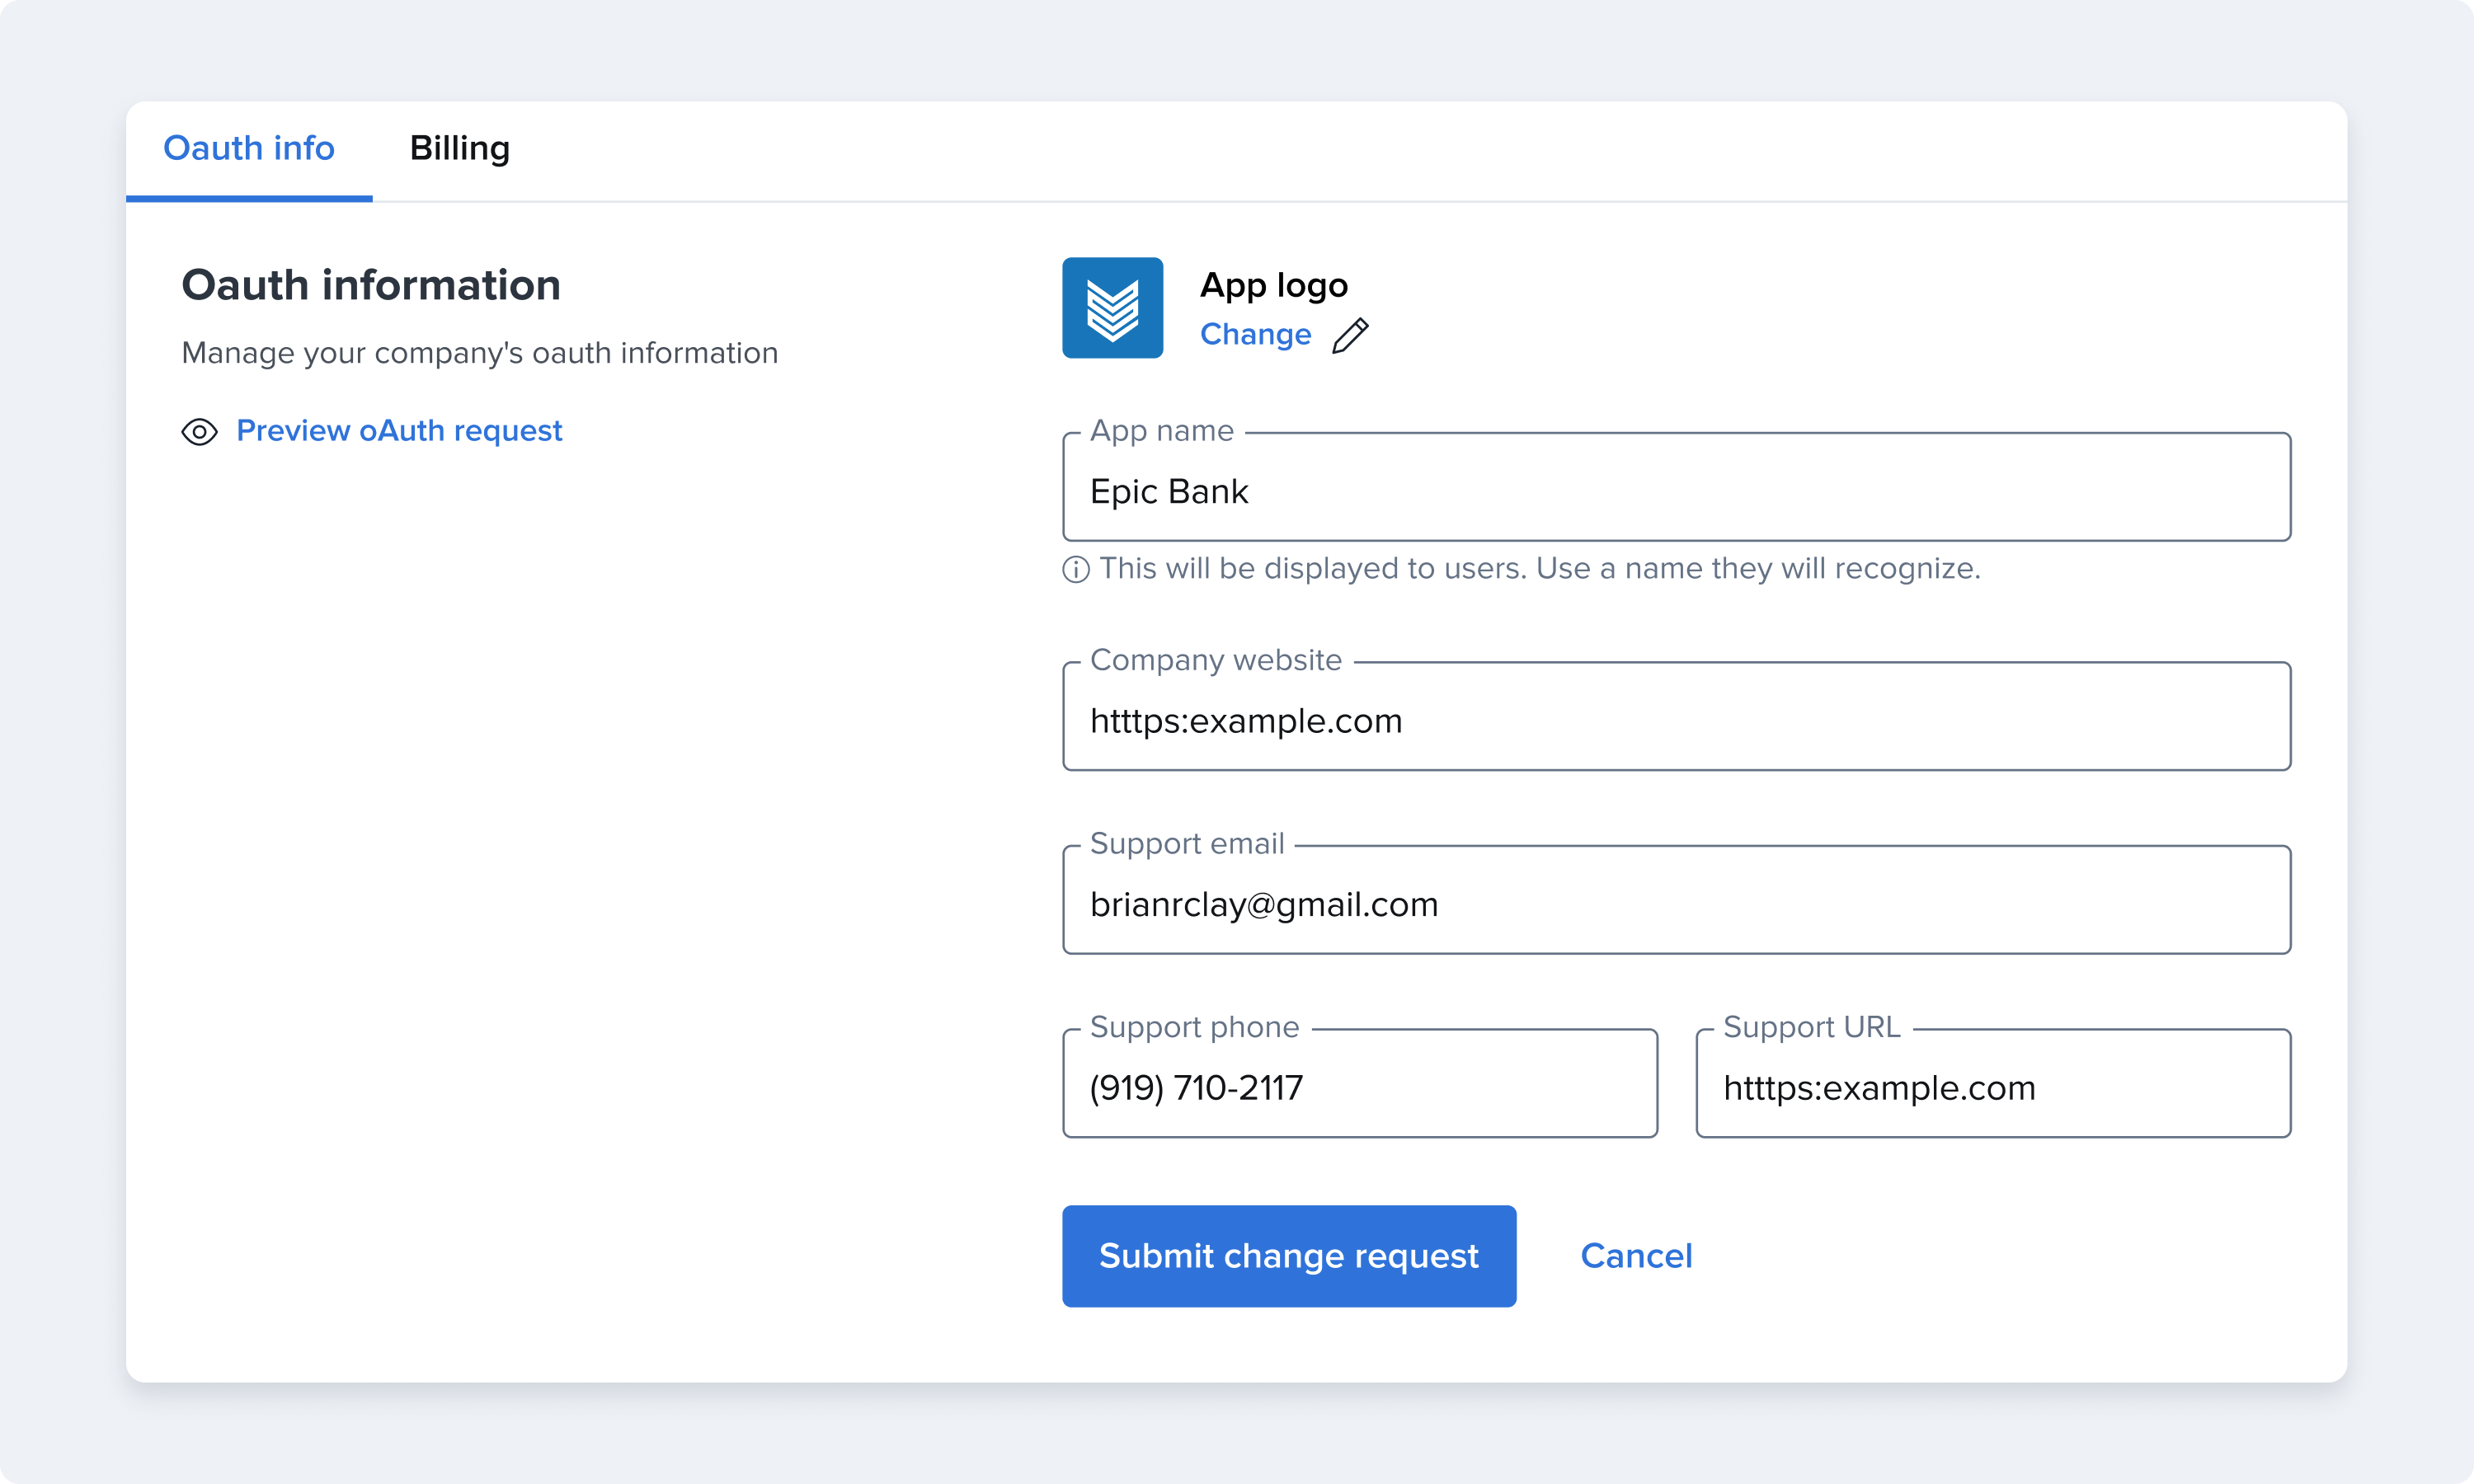 Oauth info
Billing
Oauth information
Manage your company's oauth information
Preview oAuth request
App logo
Change
App name
Epic Bank
This will be displayed to users. Use a name they will recognize.
Company website
htttps:example.com
Support email
brianrclay@gmail.com
Support phone
(919) 710-2117
Support URL
htttps:example.com
Submit change request
Cancel